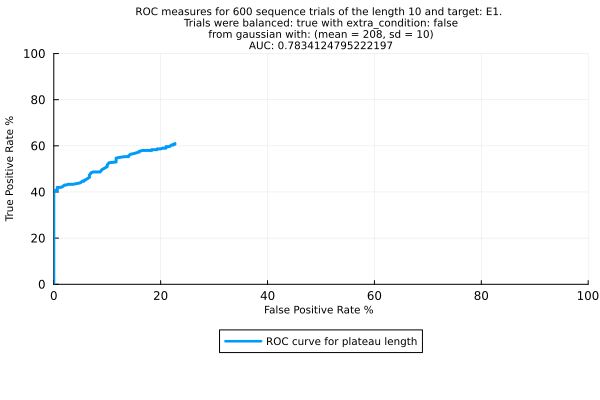 ROC measures for 600 sequence trials of the length 10 and target: E1.
Trials were balanced: true with extra_condition: false
from gaussian with: (mean = 208, sd = 10)
AUC: 0.7834124795222197
100
80
60
40
20
0
True Positive Rate %
0 20 40 60 80 100
False Positive Rate %
ROC curve for plateau length